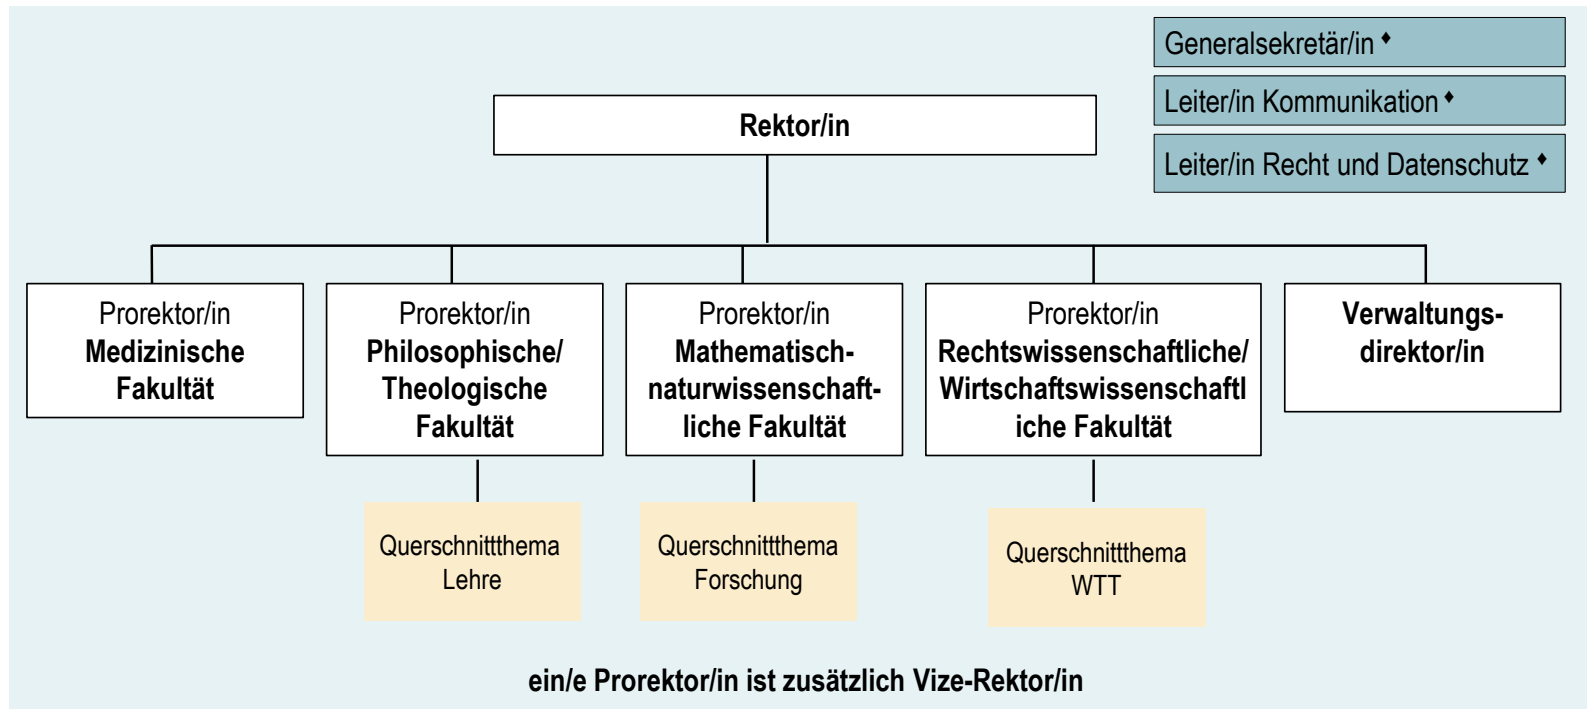 Generalsekretär/in ♦
Leiter/in Kommunikation ♦
Leiter/in Recht und Datenschutz ♦
Rektor/in
Prorektor/in
Medizinische
Fakultät
Prorektor/in
Philosophische/
Theologische
Fakultät
Prorektor/in
Mathematisch-
naturwissenschaft-
liche Fakultät
Prorektor/in
Rechtswissenschaftliche/
Wirtschaftswissenschaftl
iche Fakultät
Verwaltungs-
direktor/in
Querschnittthema
Lehre
Querschnittthema
Forschung
Querschnittthema
WTT
ein/e Prorektor/in ist zusätzlich Vize-Rektor/in